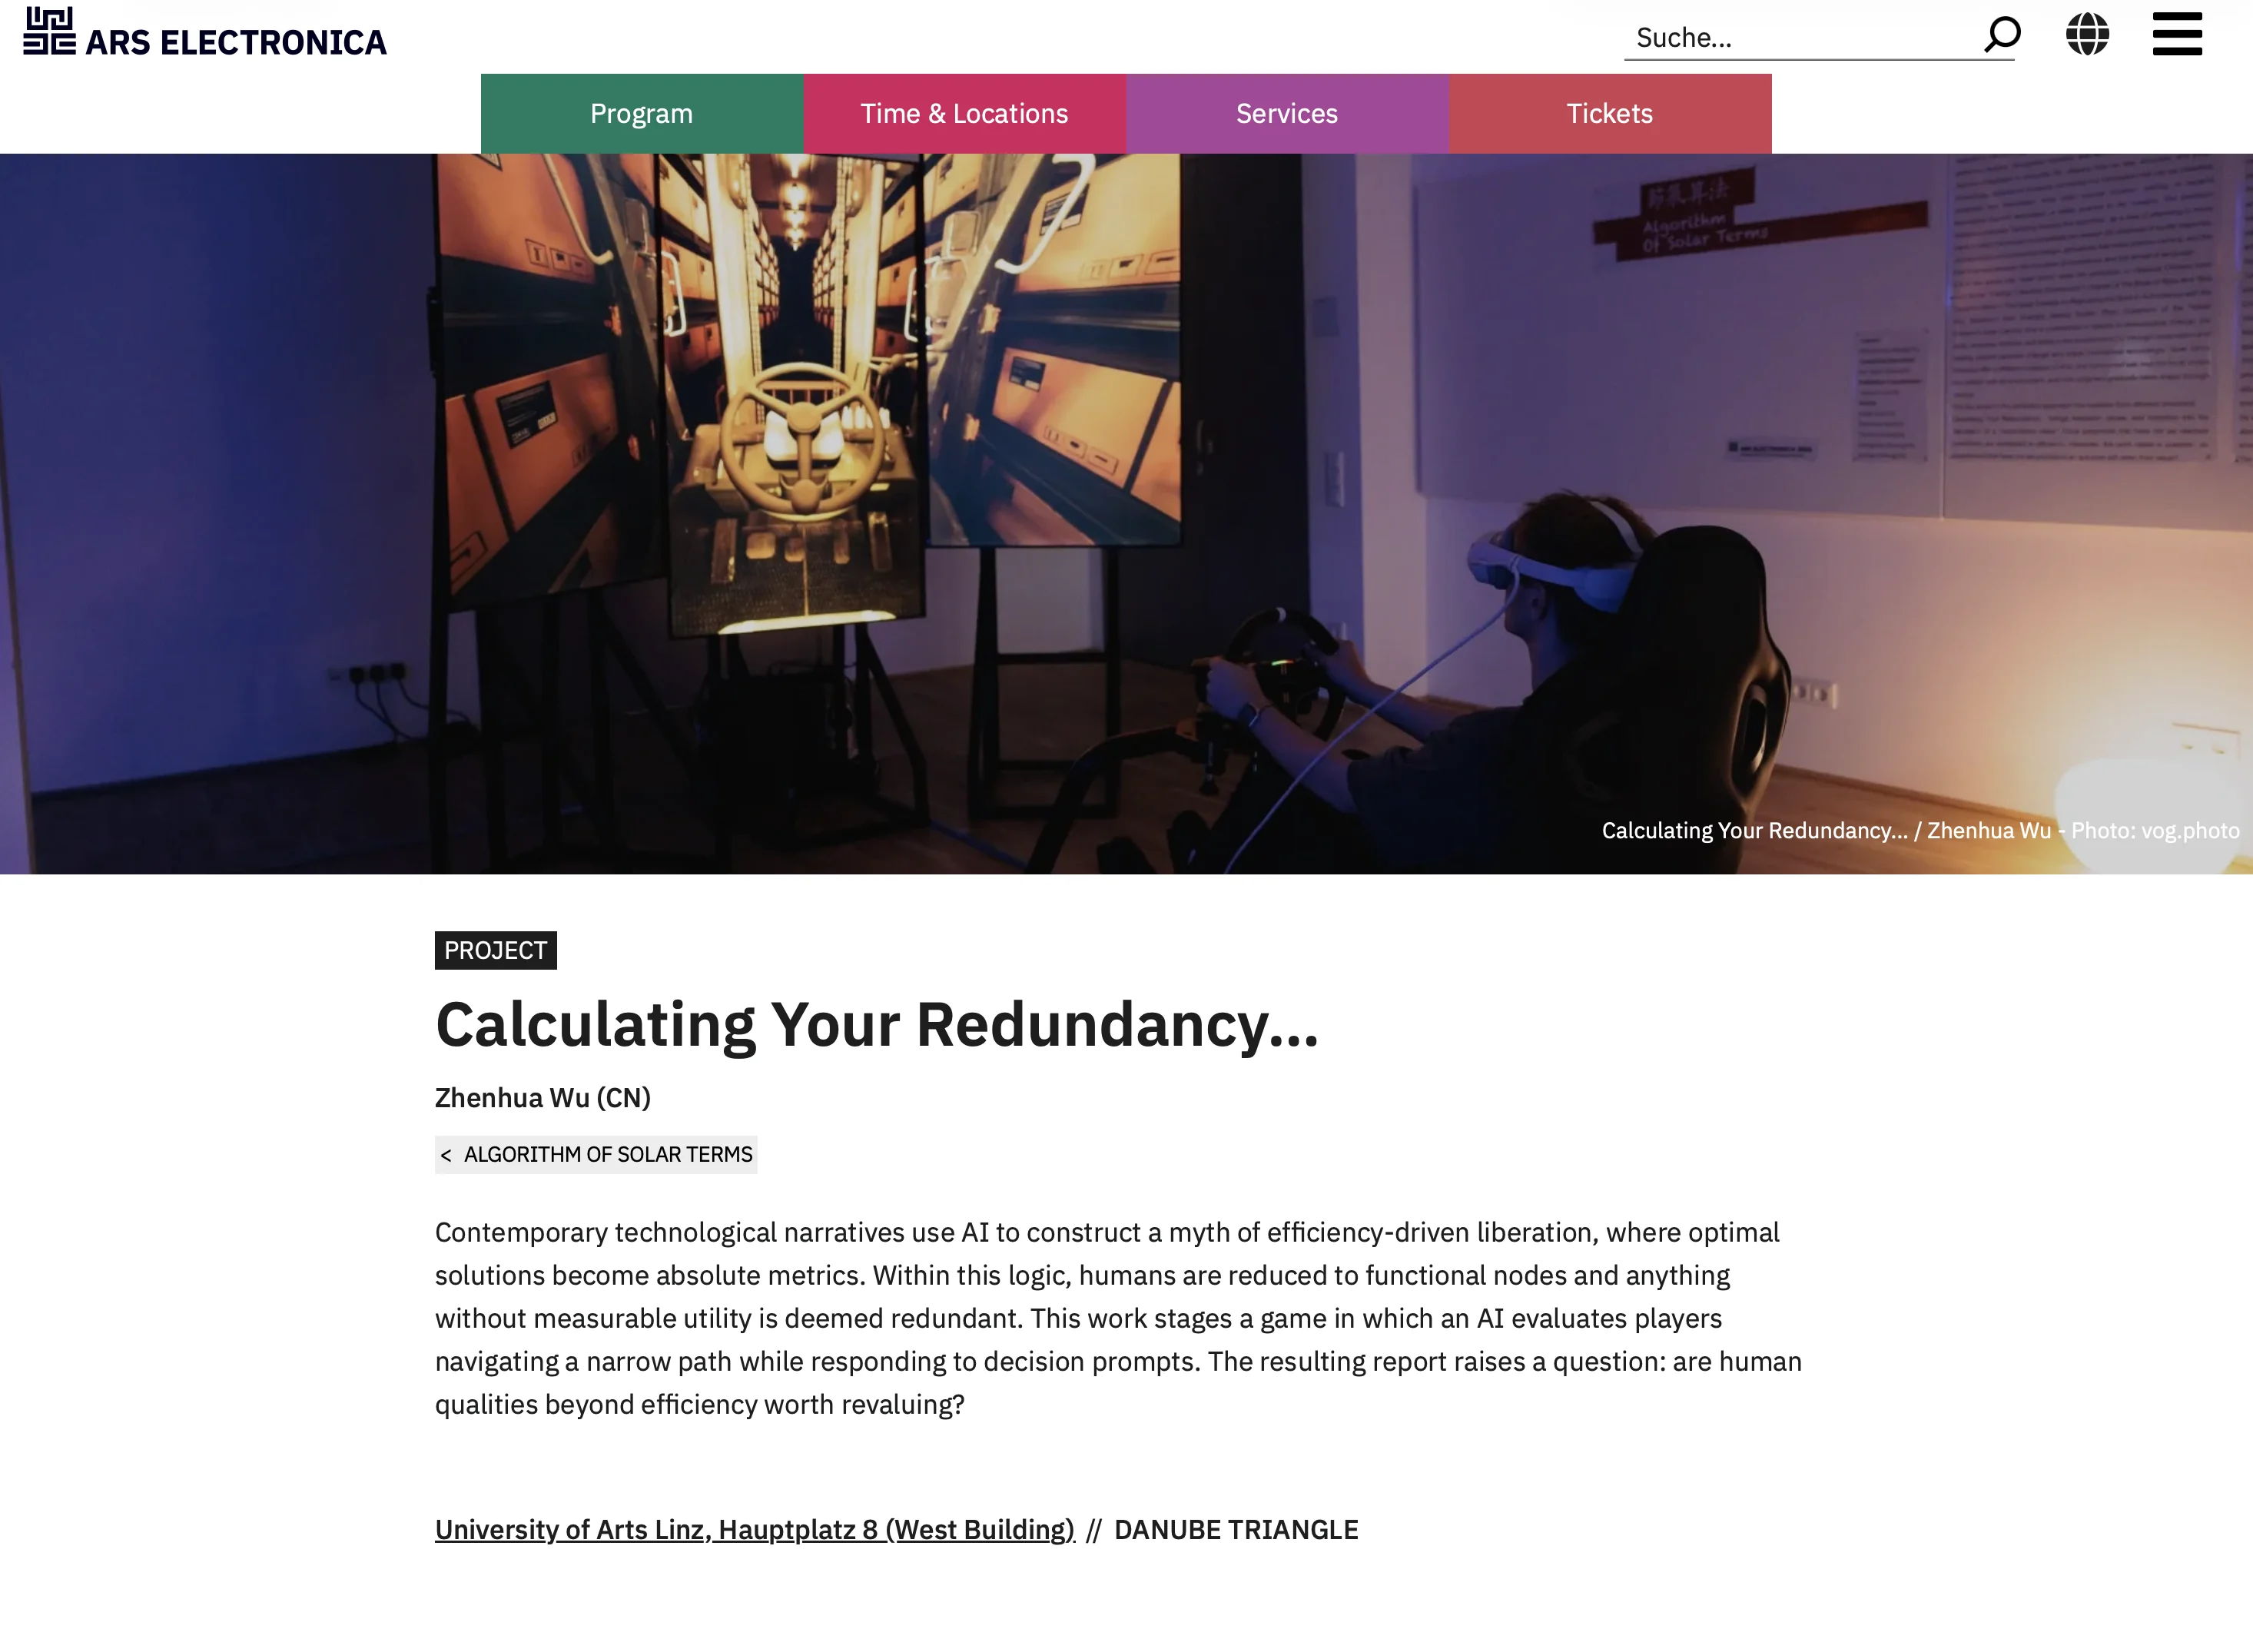 ARS ELECTRONICA
Suche...
Program
Time & Locations
Services
Tickets
節氣算法
Algorithm
Of Solar Terms
Calculating Your Redundancy... / Zhenhua Wu - Photo: vog.photo
PROJECT
Calculating Your Redundancy...
Zhenhua Wu (CN)
< ALGORITHM OF SOLAR TERMS
Contemporary technological narratives use AI to construct a myth of efficiency-driven liberation, where optimal
solutions become absolute metrics. Within this logic, humans are reduced to functional nodes and anything
without measurable utility is deemed redundant. This work stages a game in which an AI evaluates players
navigating a narrow path while responding to decision prompts. The resulting report raises a question: are human
qualities beyond efficiency worth revaluing?
University of Arts Linz, Hauptplatz 8 (West Building) // DANUBE TRIANGLE